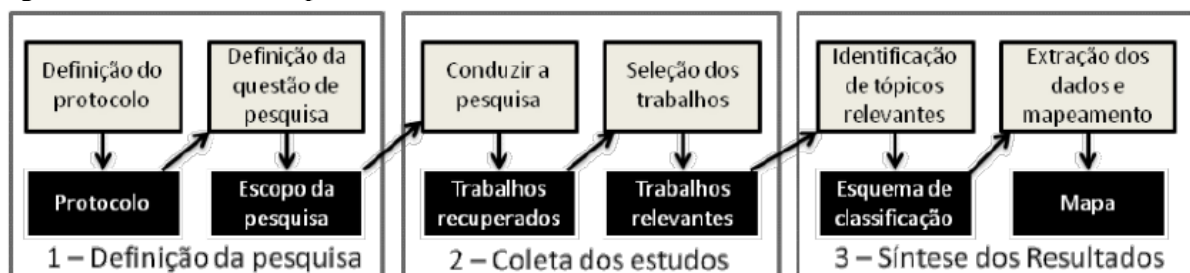 Definição do
protocolo
Definição da
questão de
pesquisa
Conduzir a
pesquisa
Seleção dos
trabalhos
Identificação
de tópicos
relevantes
Extração dos
dados e
mapeamento
Protocolo
Escopo da
pesquisa
Trabalhos
recuperados
Trabalhos
relevantes
Esquema de
classificação
Mapa
1 – Definição da pesquisa
2 – Coleta dos estudos
3 – Síntese dos Resultados